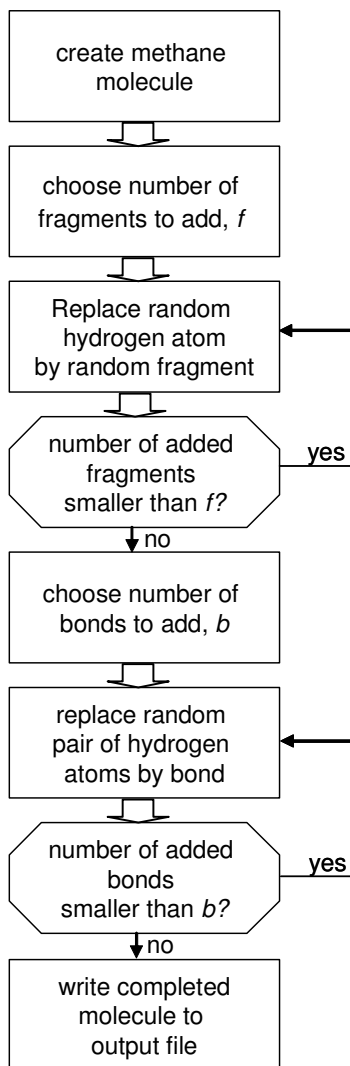 create methane
molecule
choose number of
fragments to add, f
Replace random
hydrogen atom
by random fragment
number of added
fragments
smaller than f?
yes
no
choose number of
bonds to add, b
replace random
pair of hydrogen
atoms by bond
number of added
bonds
smaller than b?
yes
no
write completed
molecule to
output file